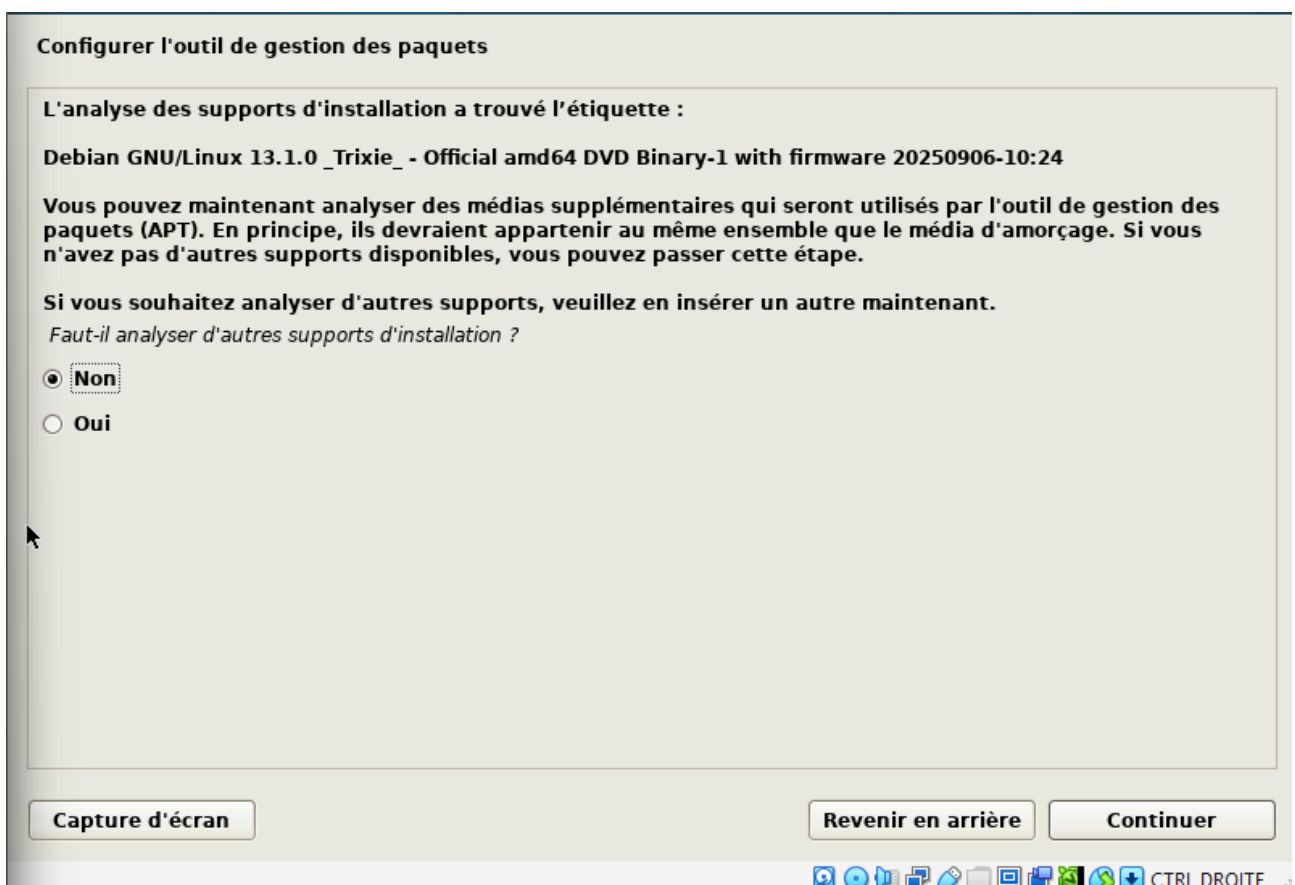 Configurer l'outil de gestion des paquets
L'analyse des supports d'installation a trouvé l’étiquette :
Debian GNU/Linux 13.1.0 _Trixie_ - Official amd64 DVD Binary-1 with firmware 20250906-10:24
Vous pouvez maintenant analyser des médias supplémentaires qui seront utilisés par l'outil de gestion des
paquets (APT). En principe, ils devraient appartenir au même ensemble que le média d'amorçage. Si vous
n'avez pas d'autres supports disponibles, vous pouvez passer cette étape.
Si vous souhaitez analyser d'autres supports, veuillez en insérer un autre maintenant.
Faut-il analyser d'autres supports d'installation ?
Non
Oui
Capture d'écran
Revenir en arrière
Continuer
CTRL DROITE